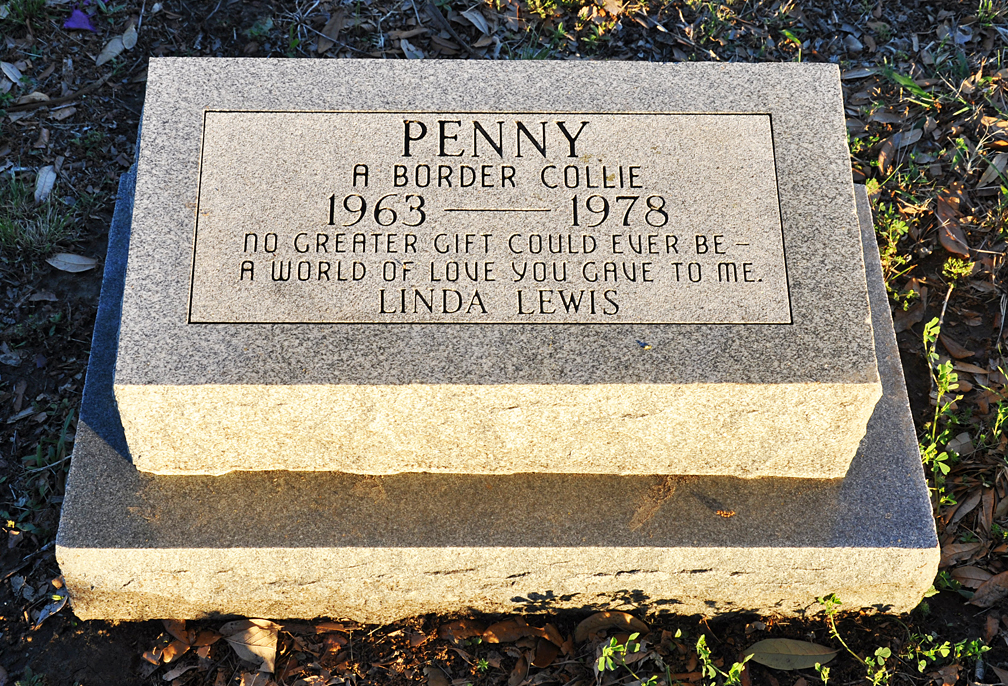 PENNY
A BORDER COLLIE
1963 — 1978
NO GREATER GIFT COULD EVER BE –
A WORLD OF LOVE YOU GAVE TO ME.
LINDA LEWIS